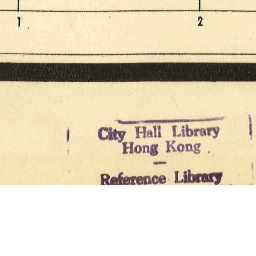 1 2
City Hall Library
Hong Kong
Reference Library